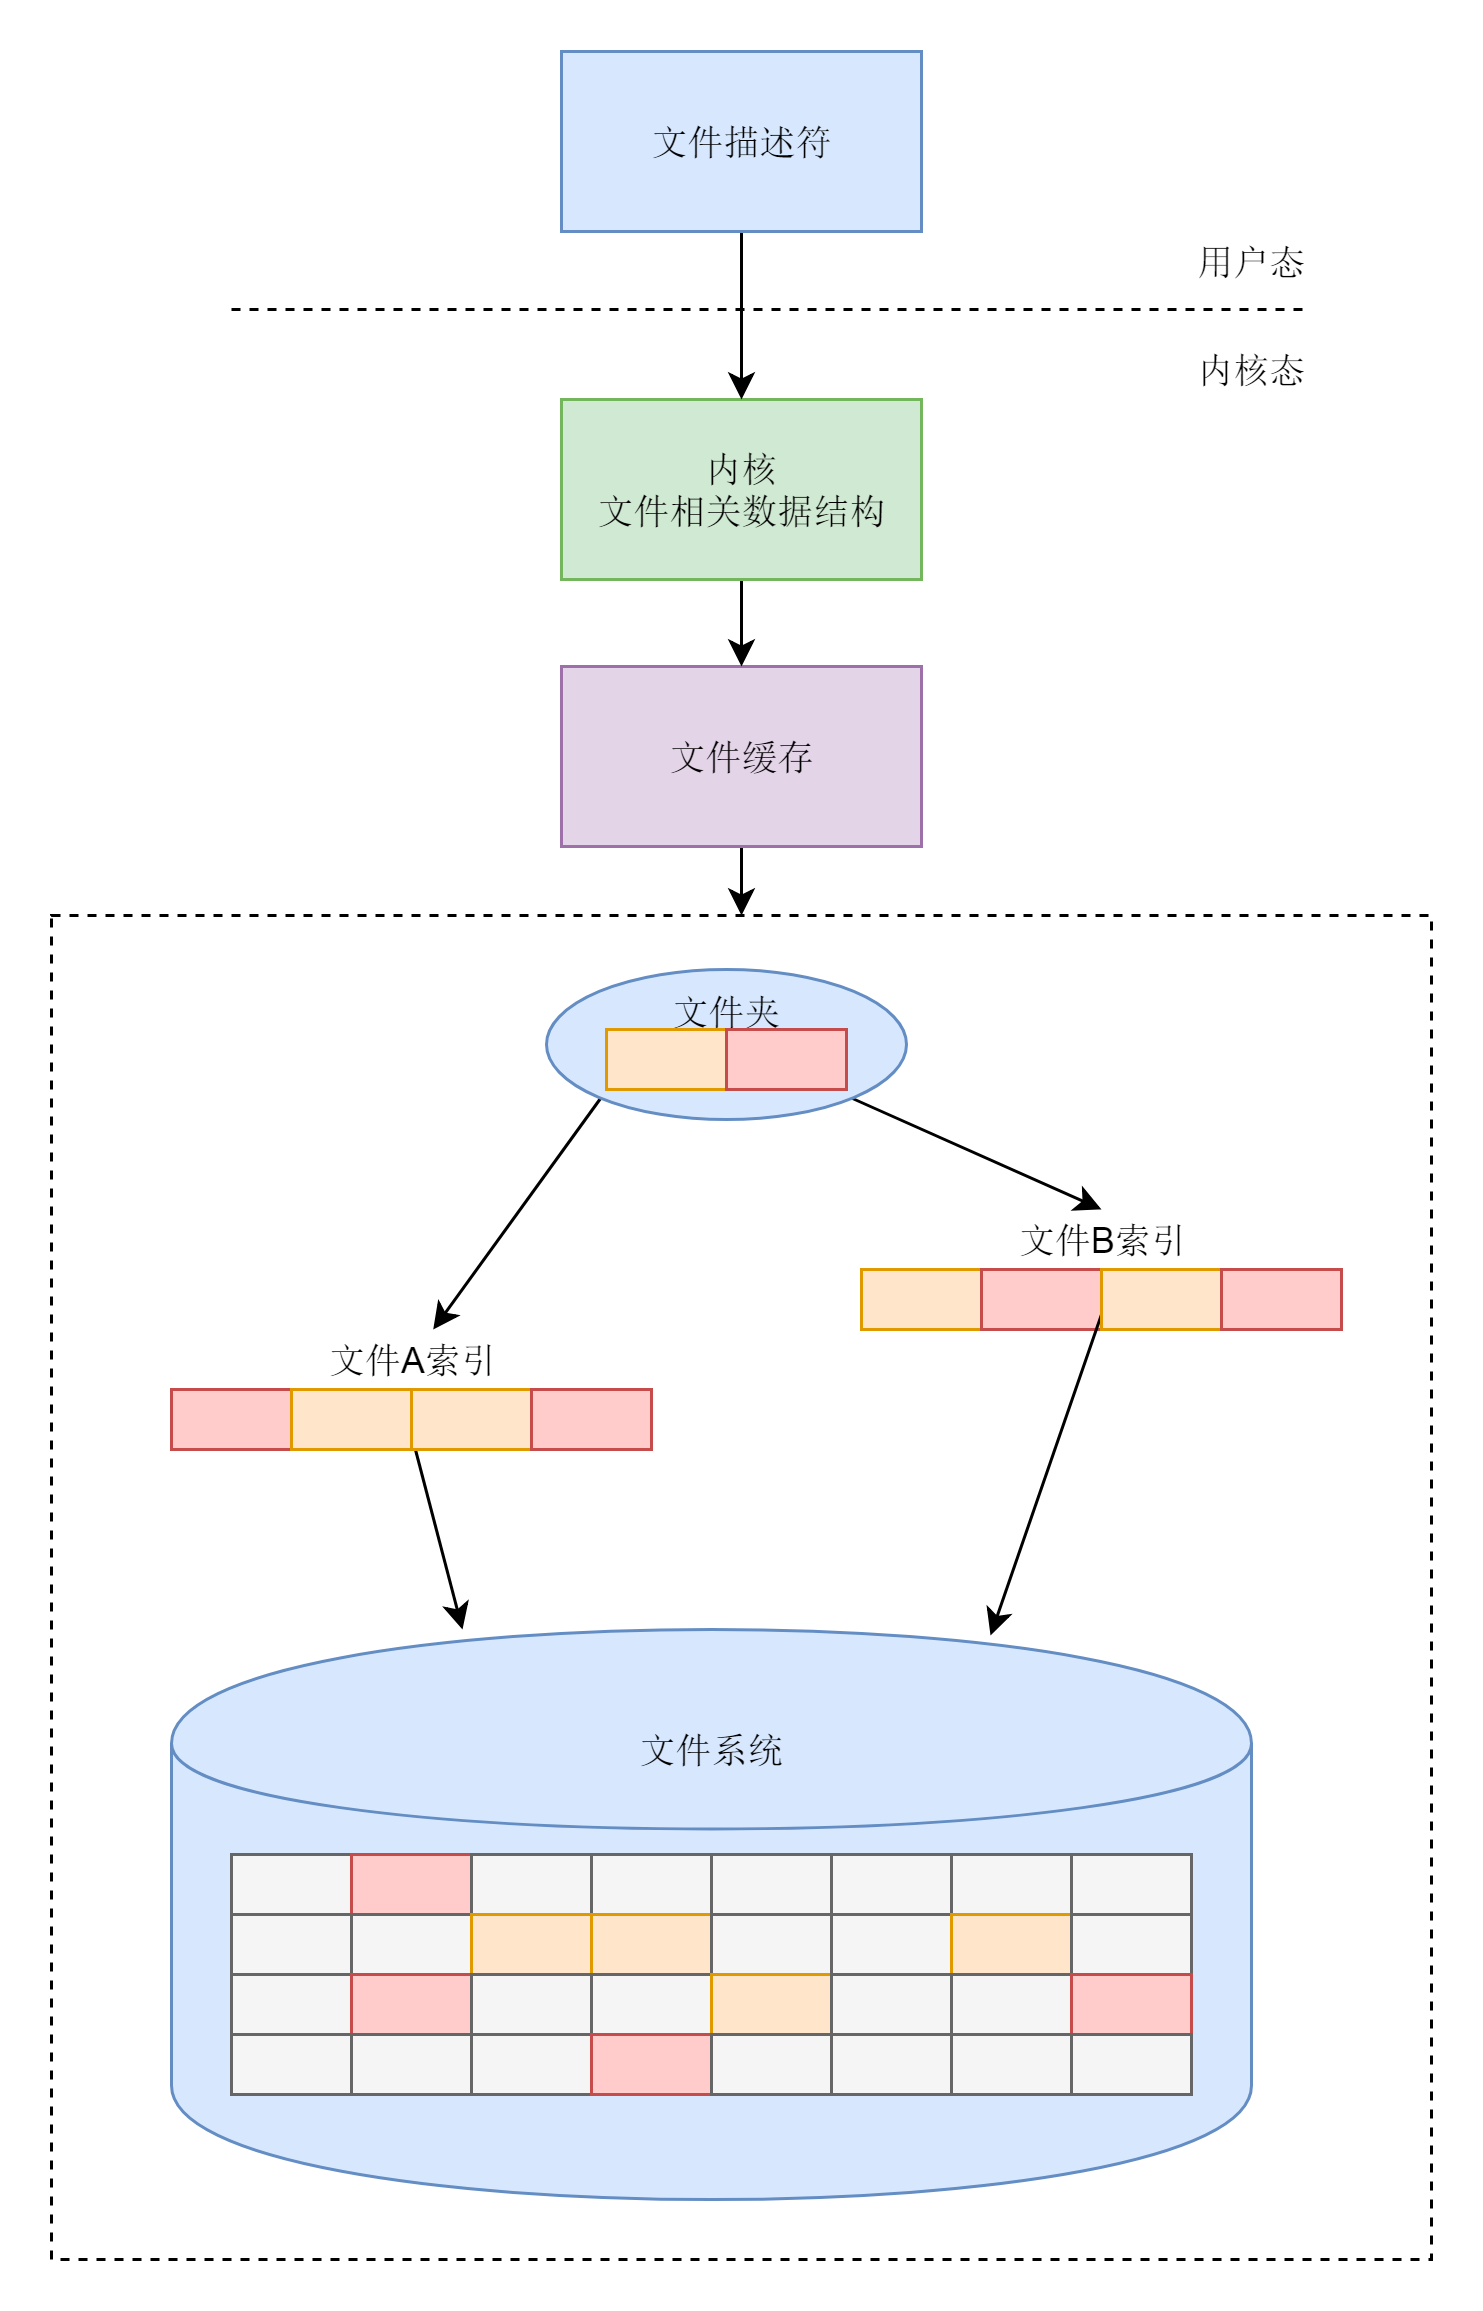 文件描述符
用户态
内核态
内核
文件相关数据结构
文件缓存
文件夹
文件B索引
文件A索引
文件系统